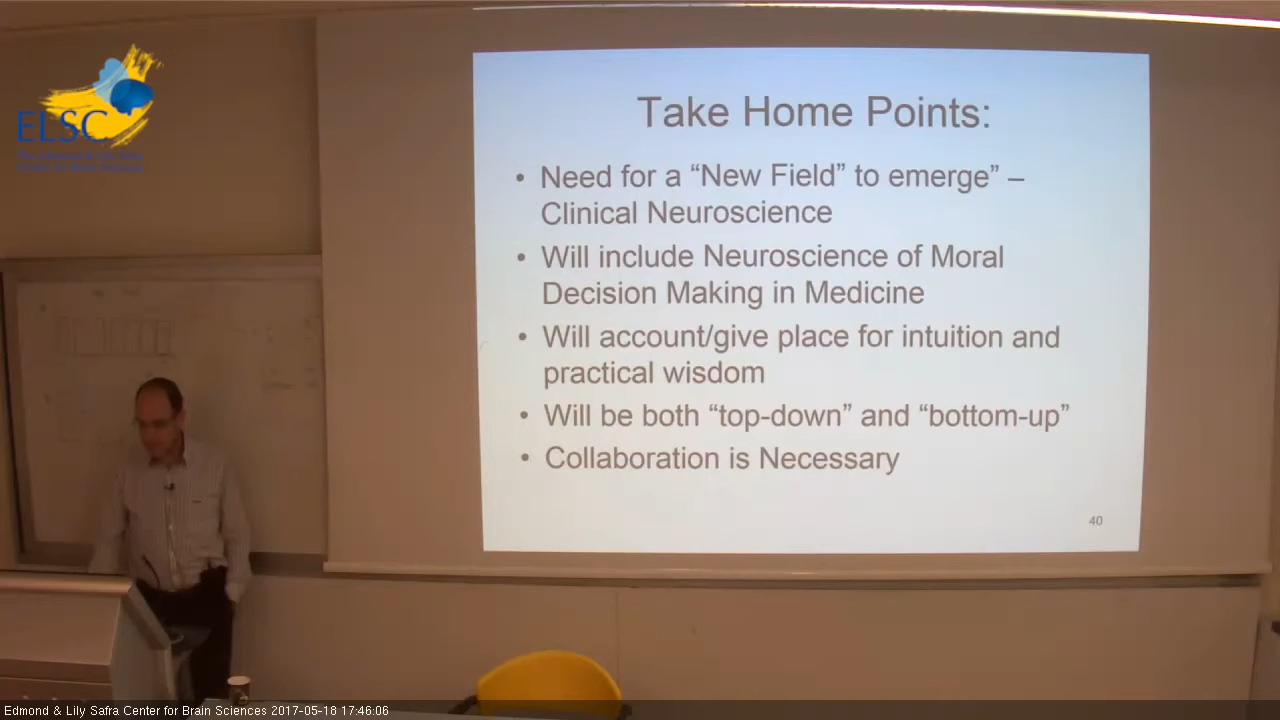 ELSC
Take Home Points:
• Need for a “New Field” to emerge” –
Clinical Neuroscience
• Will include Neuroscience of Moral
Decision Making in Medicine
• Will account/give place for intuition and
practical wisdom
• Will be both “top-down” and “bottom-up”
• Collaboration is Necessary
40
Edmond & Lily Safra Center for Brain Sciences 2017-05-18 17:46:06